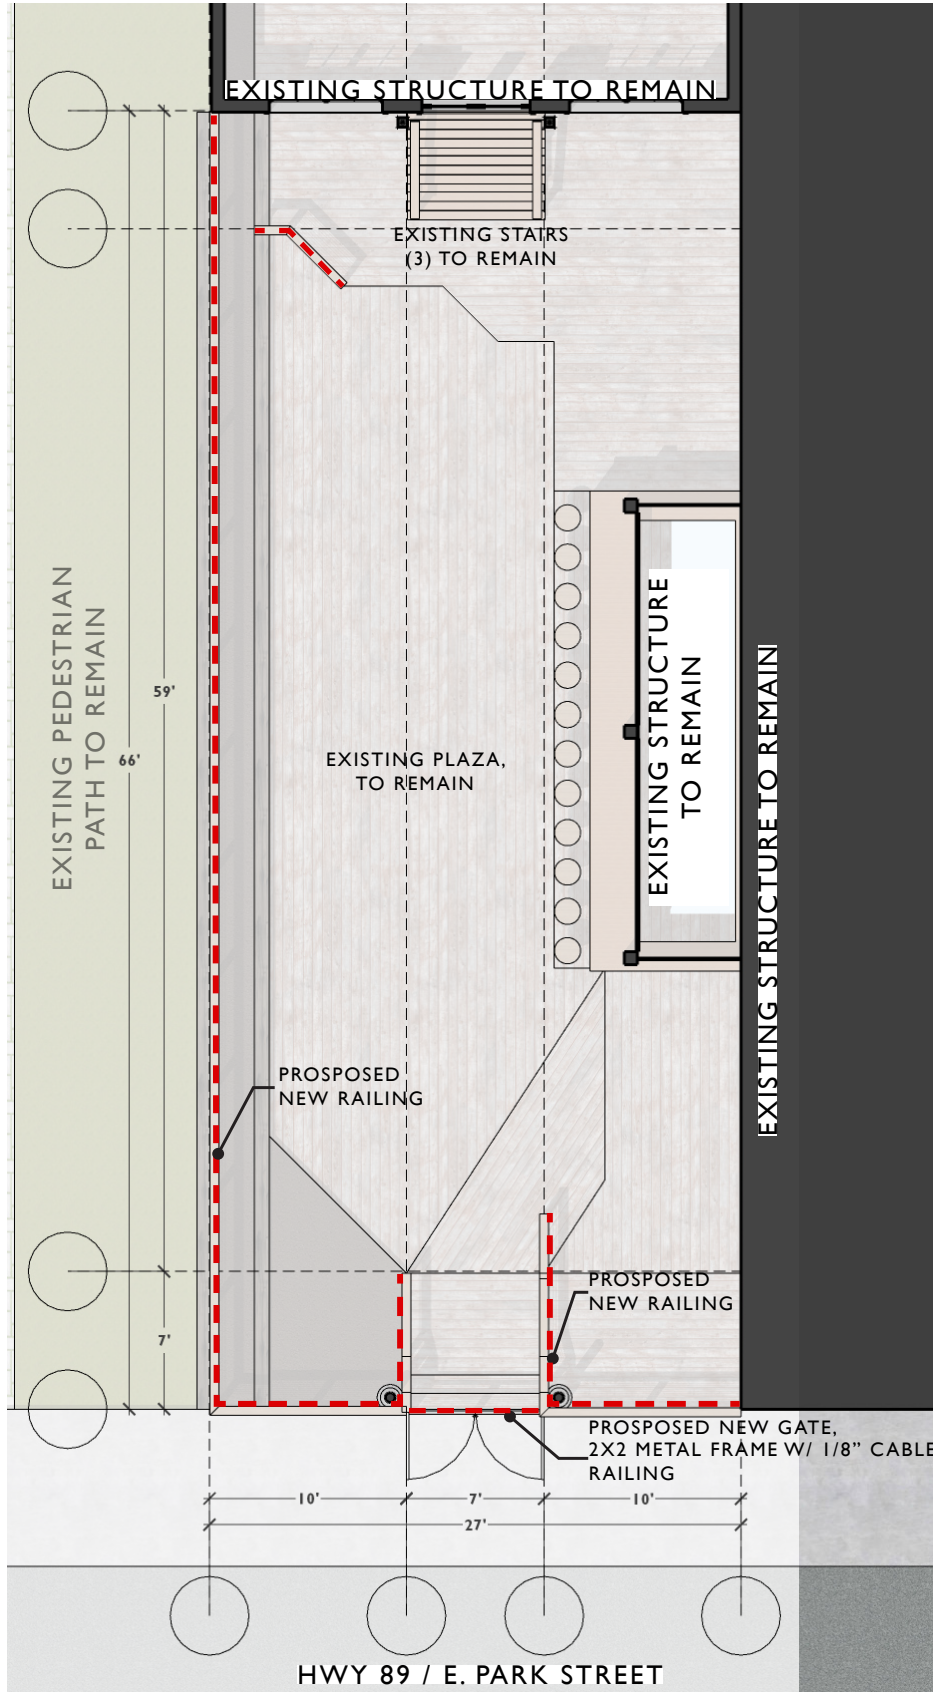 EXISTING STRUCTURE TO REMAIN
EXISTING STAIRS
(3) TO REMAIN
EXISTING PEDESTRIAN
PATH TO REMAIN
59'
66'
EXISTING STRUCTURE
TO REMAIN
EXISTING STRUCTURE TO REMAIN
EXISTING PLAZA,
TO REMAIN
PROSPOSED
NEW RAILING
PROSPOSED
NEW RAILING
7'
PROSPOSED NEW GATE,
2X2 METAL FRAME W/ 1/8” CABLE
RAILING
10'
7'
10'
27'
HWY 89 / E. PARK STREET